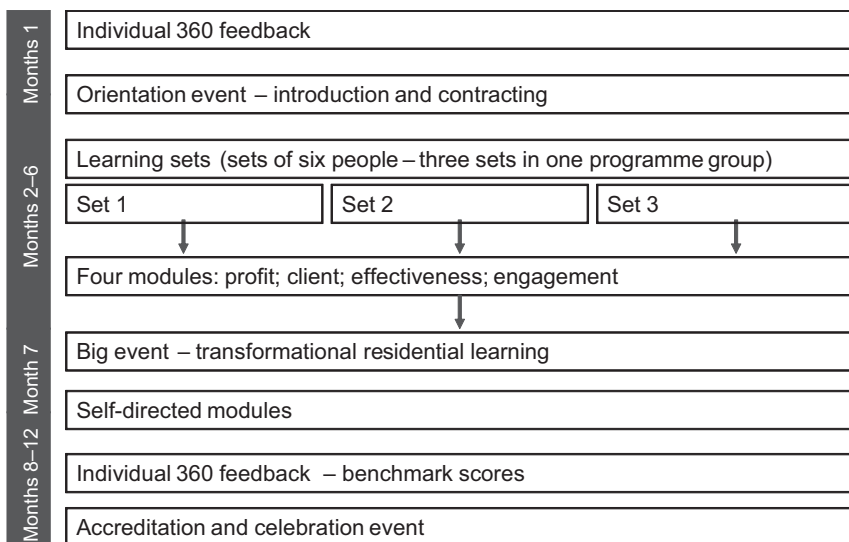 Months 1
Individual 360 feedback
Orientation event – introduction and contracting
Months 2–6
Learning sets (sets of six people – three sets in one programme group)
Set 1
Set 2
Set 3
Four modules: profit; client; effectiveness; engagement
Month 7
Big event – transformational residential learning
Self-directed modules
Months 8–12
Individual 360 feedback – benchmark scores
Accreditation and celebration event